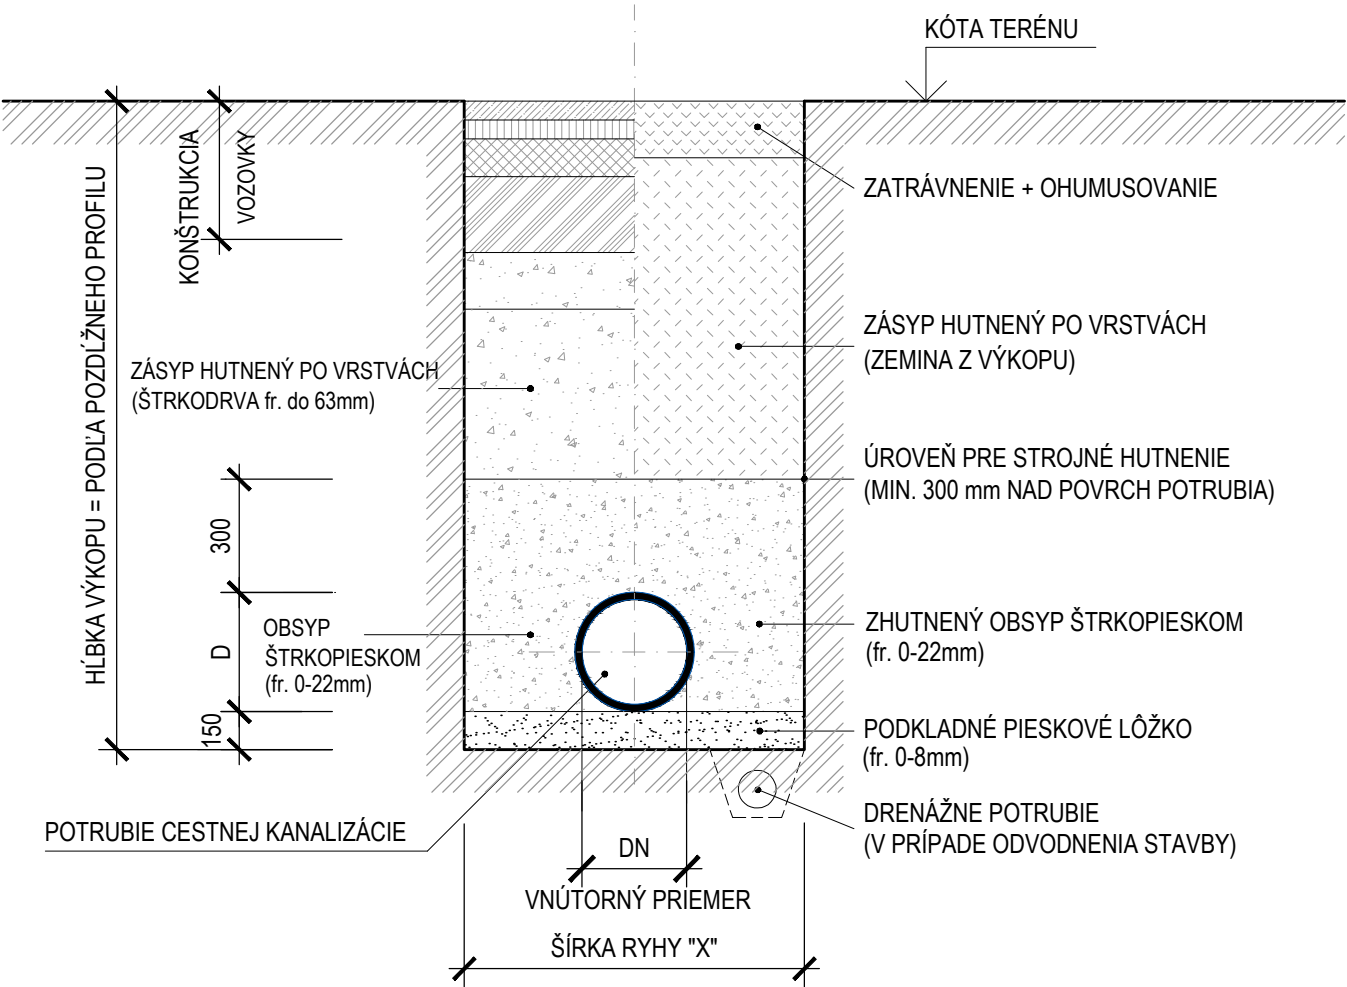 KÓTA TERÉNU
KONŠTRUKCIA
VOZOVKY
HĹBKA VÝKOPU = PODĽA POZDĹŽNEHO PROFILU
ZATRÁVNENIE + OHUMUSOVANIE
ZÁSYP HUTNENÝ PO VRSTVÁCH
(ZEMINA Z VÝKOPU)
ZÁSYP HUTNENÝ PO VRSTVÁCH
(ŠTRKODRVA fr. do 63mm)
ÚROVEŇ PRE STROJNÉ HUTNENIE
(MIN. 300 mm NAD POVRCH POTRUBIA)
300
D
150
OBSYP
ŠTRKOPIESKOM
(fr. 0-22mm)
ZHUTNENÝ OBSYP ŠTRKOPIESKOM
(fr. 0-22mm)
PODKLADNÉ PIESKOVÉ LÔŽKO
(fr. 0-8mm)
DRENÁŽNE POTRUBIE
(V PRÍPADE ODVODNENIA STAVBY)
POTRUBIE CESTNEJ KANALIZÁCIE
DN
VNÚTORNÝ PRIEMER
ŠÍRKA RYHY "X"